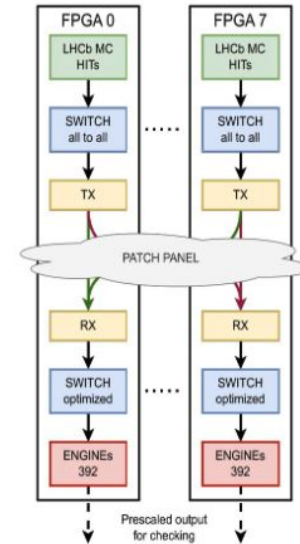 FPGA 0
FPGA 7
LHCb MC
HITs
LHCb MC
HITs
SWITCH
all to all
.....
SWITCH
all to all
TX
TX
PATCH PANEL
RX
RX
SWITCH
optimized
.....
SWITCH
optimized
ENGINEs
392
ENGINEs
392
Prescaled output
for checking